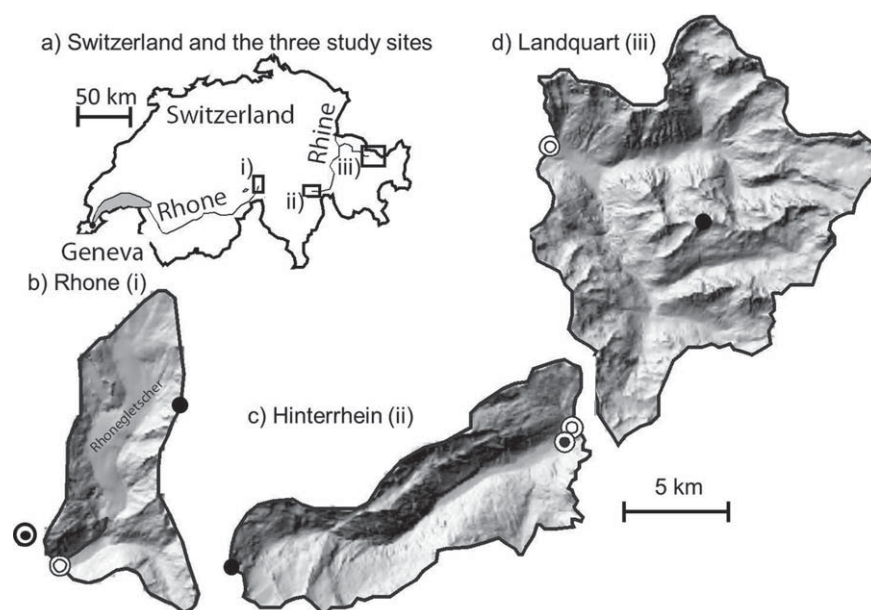 a) Switzerland and the three study sites
50 km
Switzerland
Rhine
i)
ii)
iii)
Rhone
Geneva
b) Rhone (i)
Rhonegletscher
c) Hinterrhein (ii)
d) Landquart (iii)
5 km